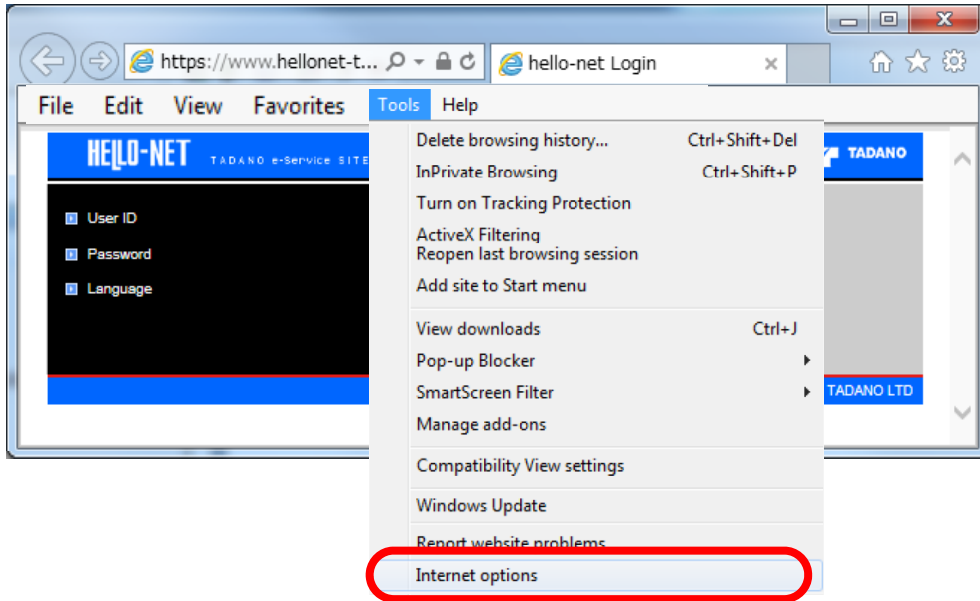 https://www.hellonet-t...
hello-net Login
File Edit View Favorites Tools Help
HELLO-NET TADANO e-Service SITE
TADANO
User ID
Password
Language
TADANO LTD
Delete browsing history... Ctrl+Shift+Del
InPrivate Browsing Ctrl+Shift+P
Turn on Tracking Protection
ActiveX Filtering
Reopen last browsing session
Add site to Start menu
View downloads Ctrl+J
Pop-up Blocker
SmartScreen Filter
Manage add-ons
Compatibility View settings
Windows Update
Report website problems
Internet options